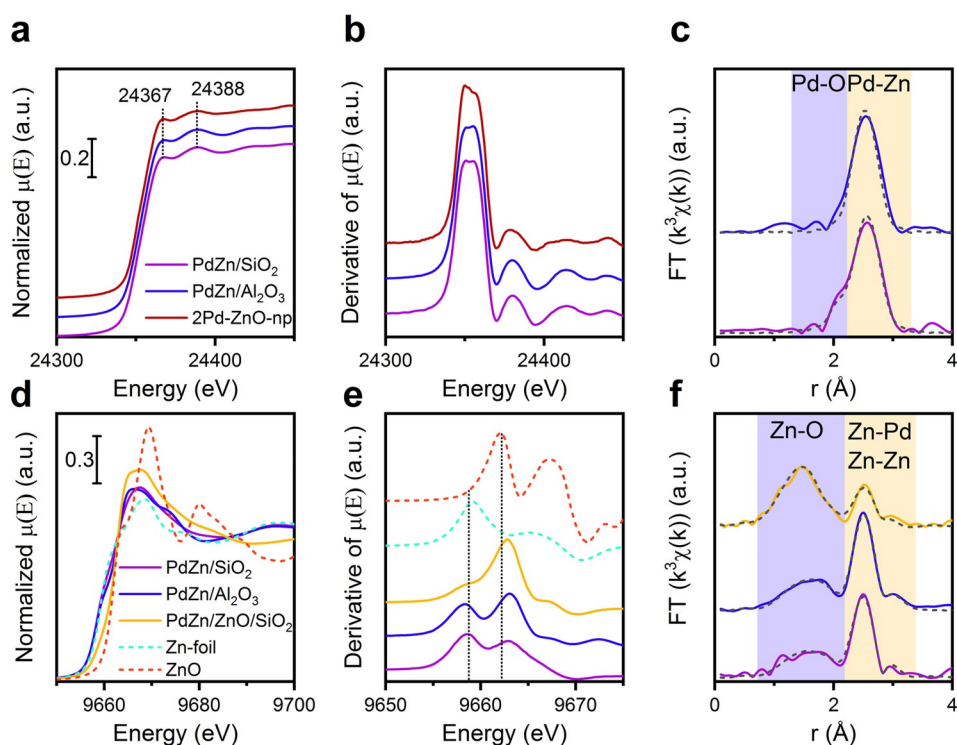 a
b
c
24367
24388
0.2
Normalized μ(E) (a.u.)
PdZn/SiO₂
PdZn/Al₂O₃
2Pd-ZnO-np
24300
24400
Energy (eV)
Derivative of μ(E) (a.u.)
24300
24400
Energy (eV)
Pd-O
Pd-Zn
FT (k³χ(k)) (a.u.)
0
2
4
r (Å)
d
e
f
0.3
Normalized μ(E) (a.u.)
PdZn/SiO₂
PdZn/Al₂O₃
PdZn/ZnO/SiO₂
Zn-foil
ZnO
9660
9680
9700
Energy (eV)
Derivative of μ(E) (a.u.)
9650
9660
9670
Energy (eV)
Zn-O
Zn-Pd
Zn-Zn
FT (k³χ(k)) (a.u.)
0
2
4
r (Å)